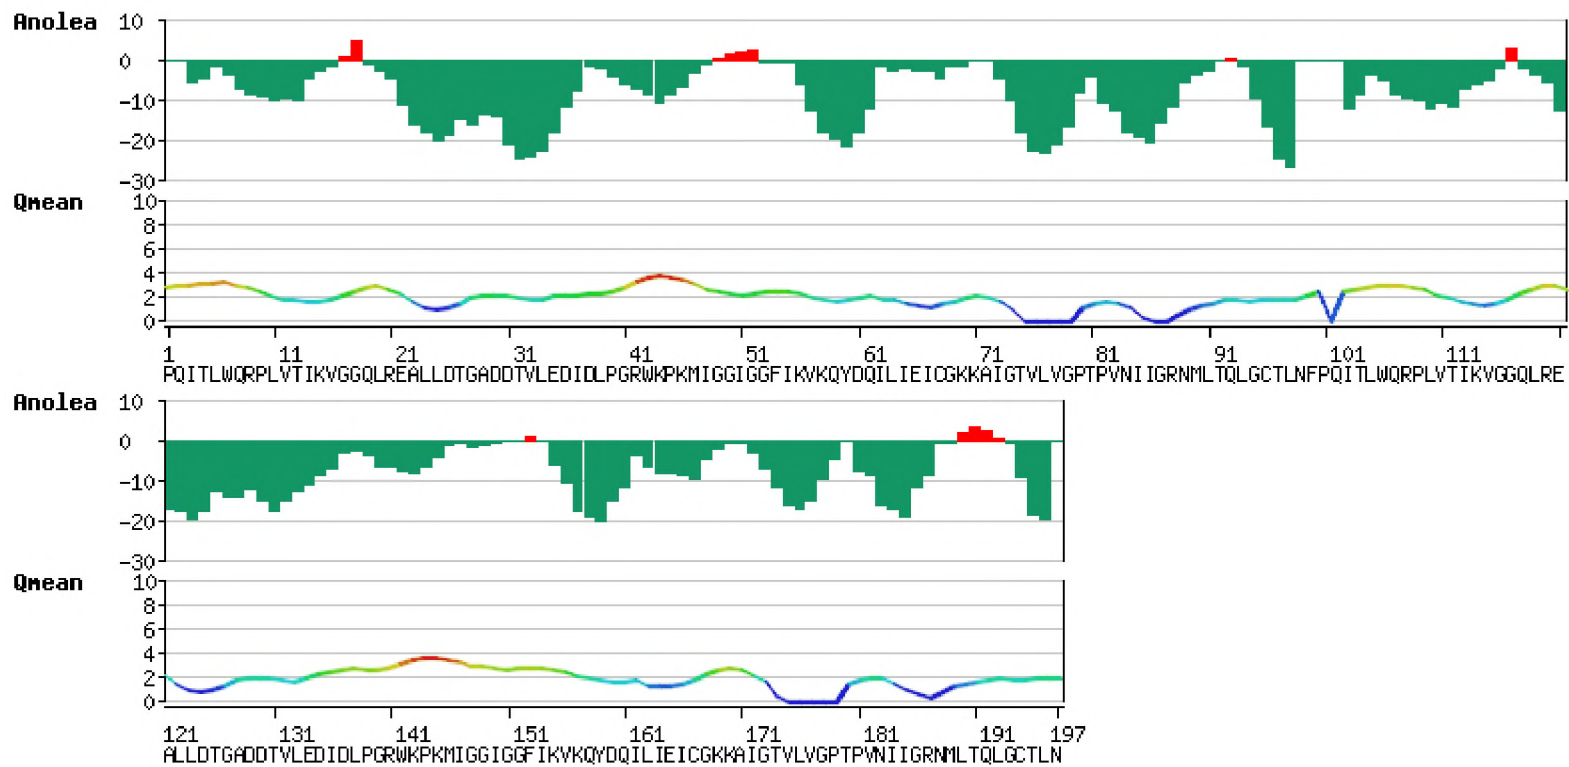 Anolea
10
0
-10
-20
-30
Qmean
10
8
6
4
2
0
1 11 21 31 41 51 61 71 81 91 101 111
PQITLWQRPLVTIKVGGQLREALLDTGADDTVLEDIDLPGRWKPKMIGGIGGFIKVKQYDQILIEICGKKAIGTVLVGPTPVNIIGRNMLTQLGCTLNFPQITLWQRPLVTIKVGGQLRE
Anolea
10
0
-10
-20
-30
Qmean
10
8
6
4
2
0
121 131 141 151 161 171 181 191 197
ALLDTGADDTVLEDIDLPGRWKPKMIGGIGGFIKVKQYDQILIEICGKKAIGTVLVGPTPVNIIGRNMLTQLGCTLN